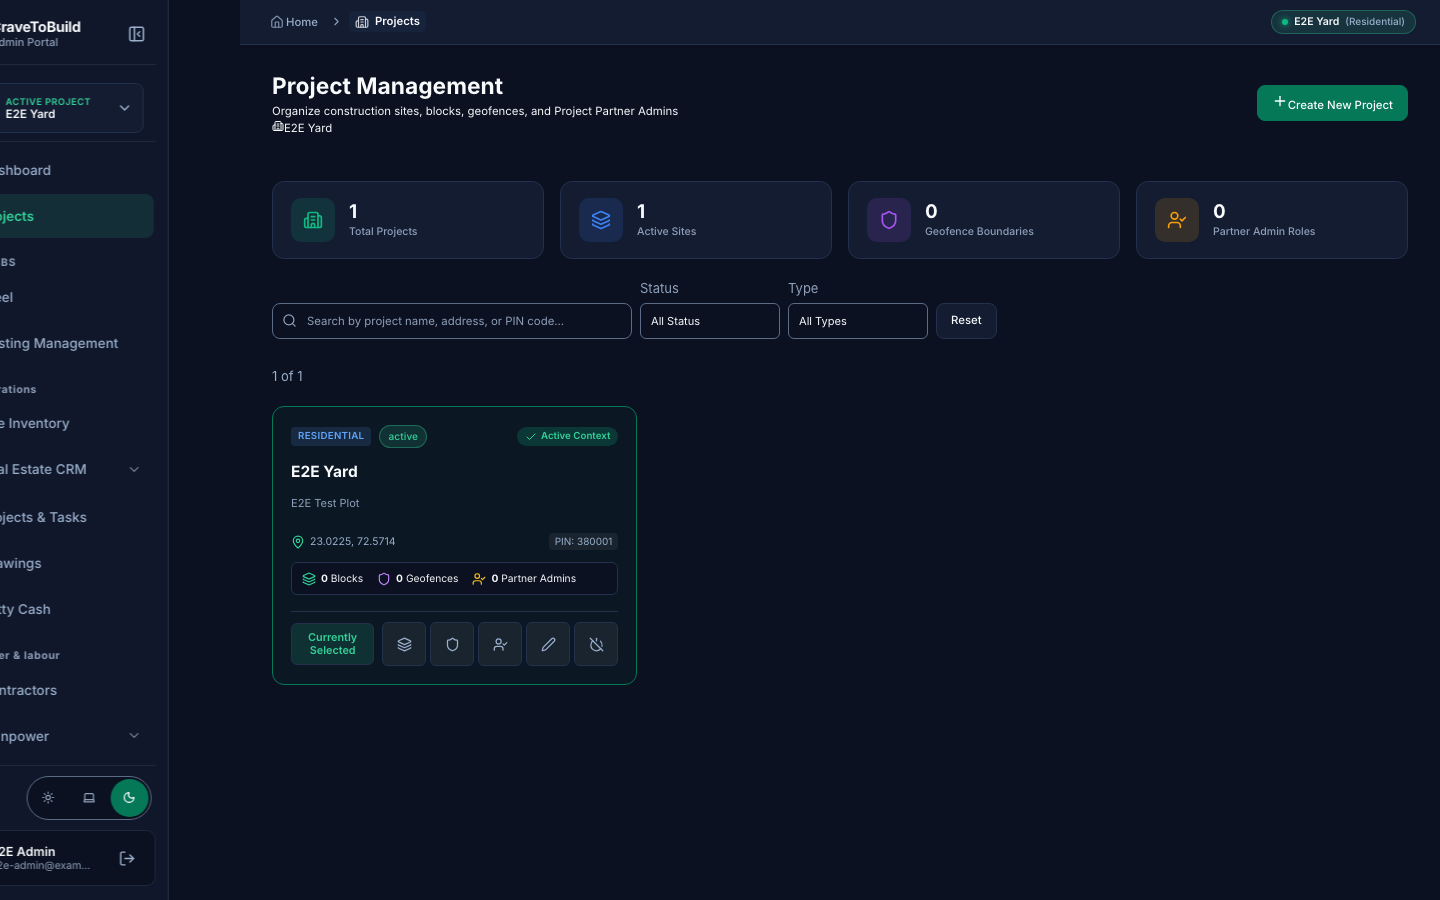 raveToBuild
dmin Portal
ACTIVE PROJECT
E2E Yard
shboard
jects
BS
eel
sting Management
rations
e Inventory
al Estate CRM
jects & Tasks
awings
tty Cash
er & labour
ntractors
npower
2E Admin
2e-admin@exam...
Home
Projects
E2E Yard (Residential)
Project Management
Organize construction sites, blocks, geofences, and Project Partner Admins
E2E Yard
Create New Project
1
Total Projects
1
Active Sites
0
Geofence Boundaries
0
Partner Admin Roles
Status
Type
Search by project name, address, or PIN code...
All Status
All Types
Reset
1 of 1
RESIDENTIAL
active
Active Context
E2E Yard
E2E Test Plot
23.0225, 72.5714
PIN: 380001
0 Blocks
0 Geofences
0 Partner Admins
Currently
Selected